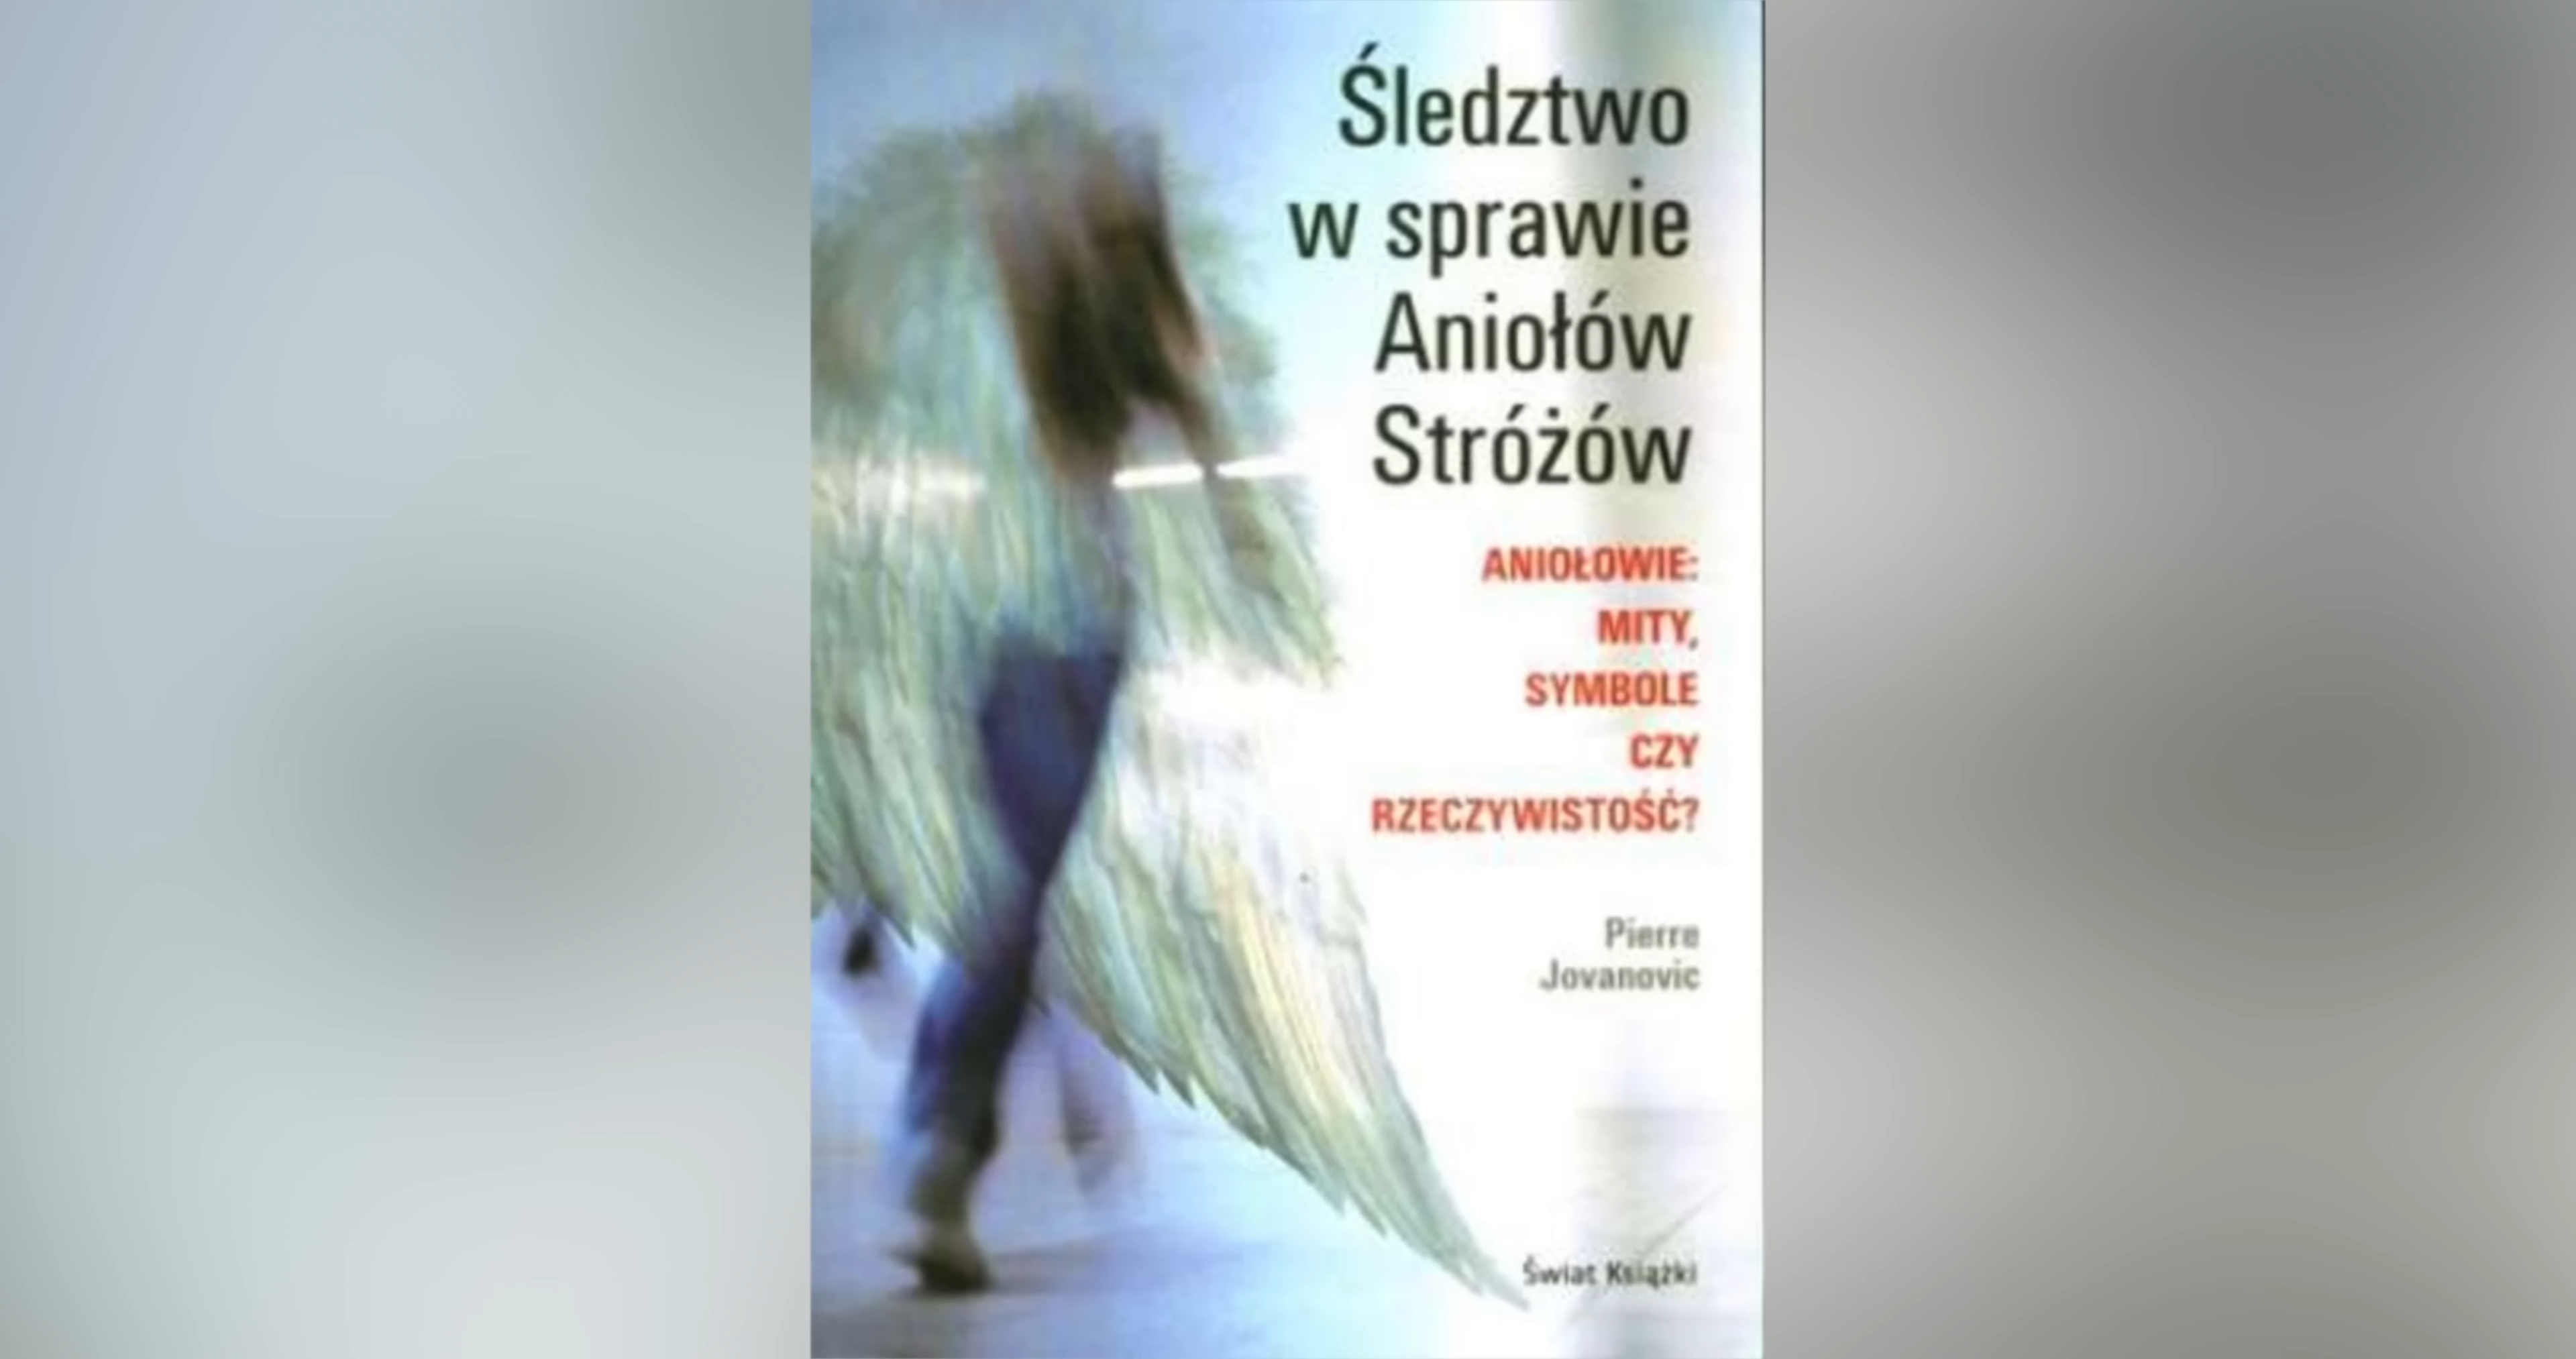 Śledztwo
w sprawie
Aniołów
Stróżów
ANIOŁOWIE:
MITY,
SYMBOLE
CZY
RZECZYWISTOŚĆ?
Pierre
Jovanovic
Świat Książki